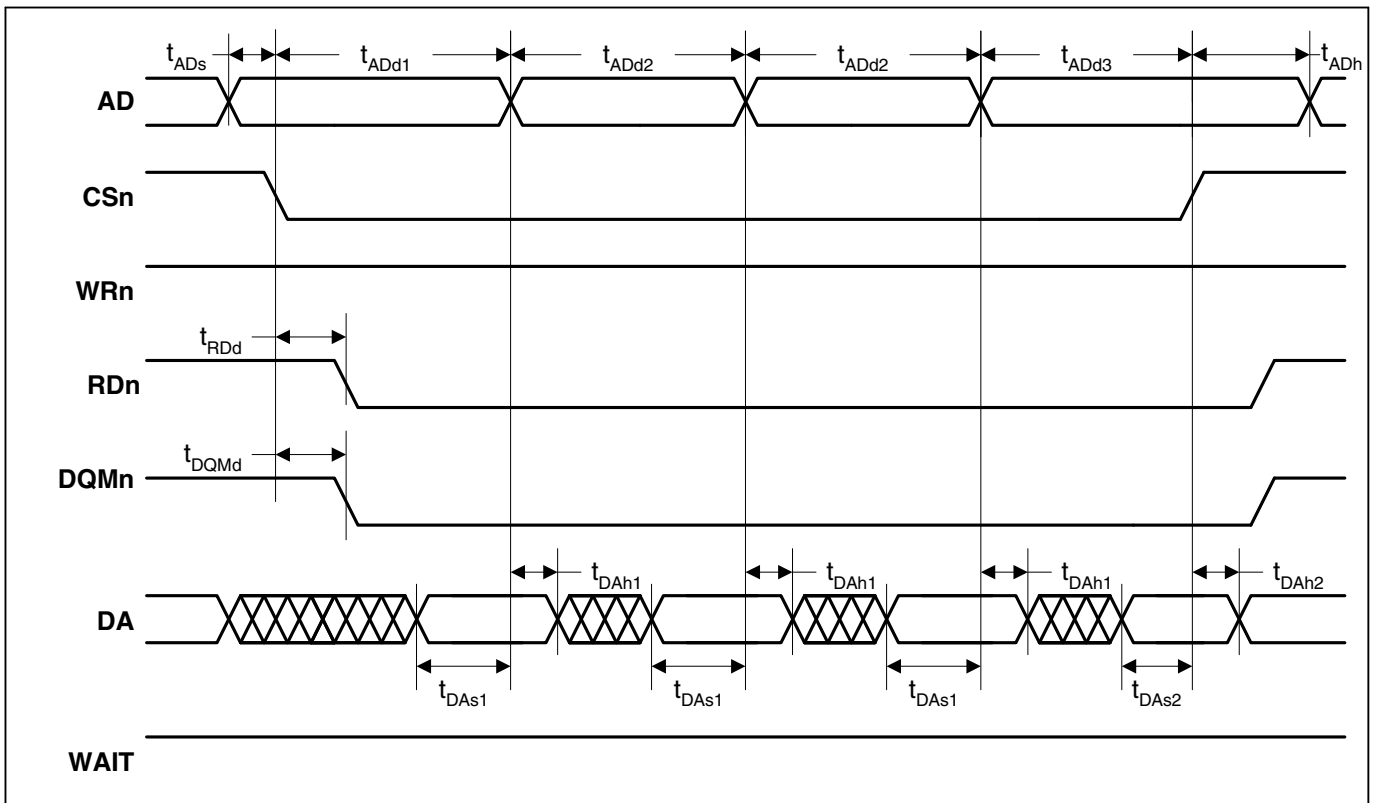 tADs tADd1 tADd2 tADd2 tADd3 tADh
AD
CSn
WRn
tRDd
RDn
tDQMd
DQMn
tDAh1 tDAh1 tDAh1 tDAh2
DA
tDAs1 tDAs1 tDAs1 tDAs2
WAIT